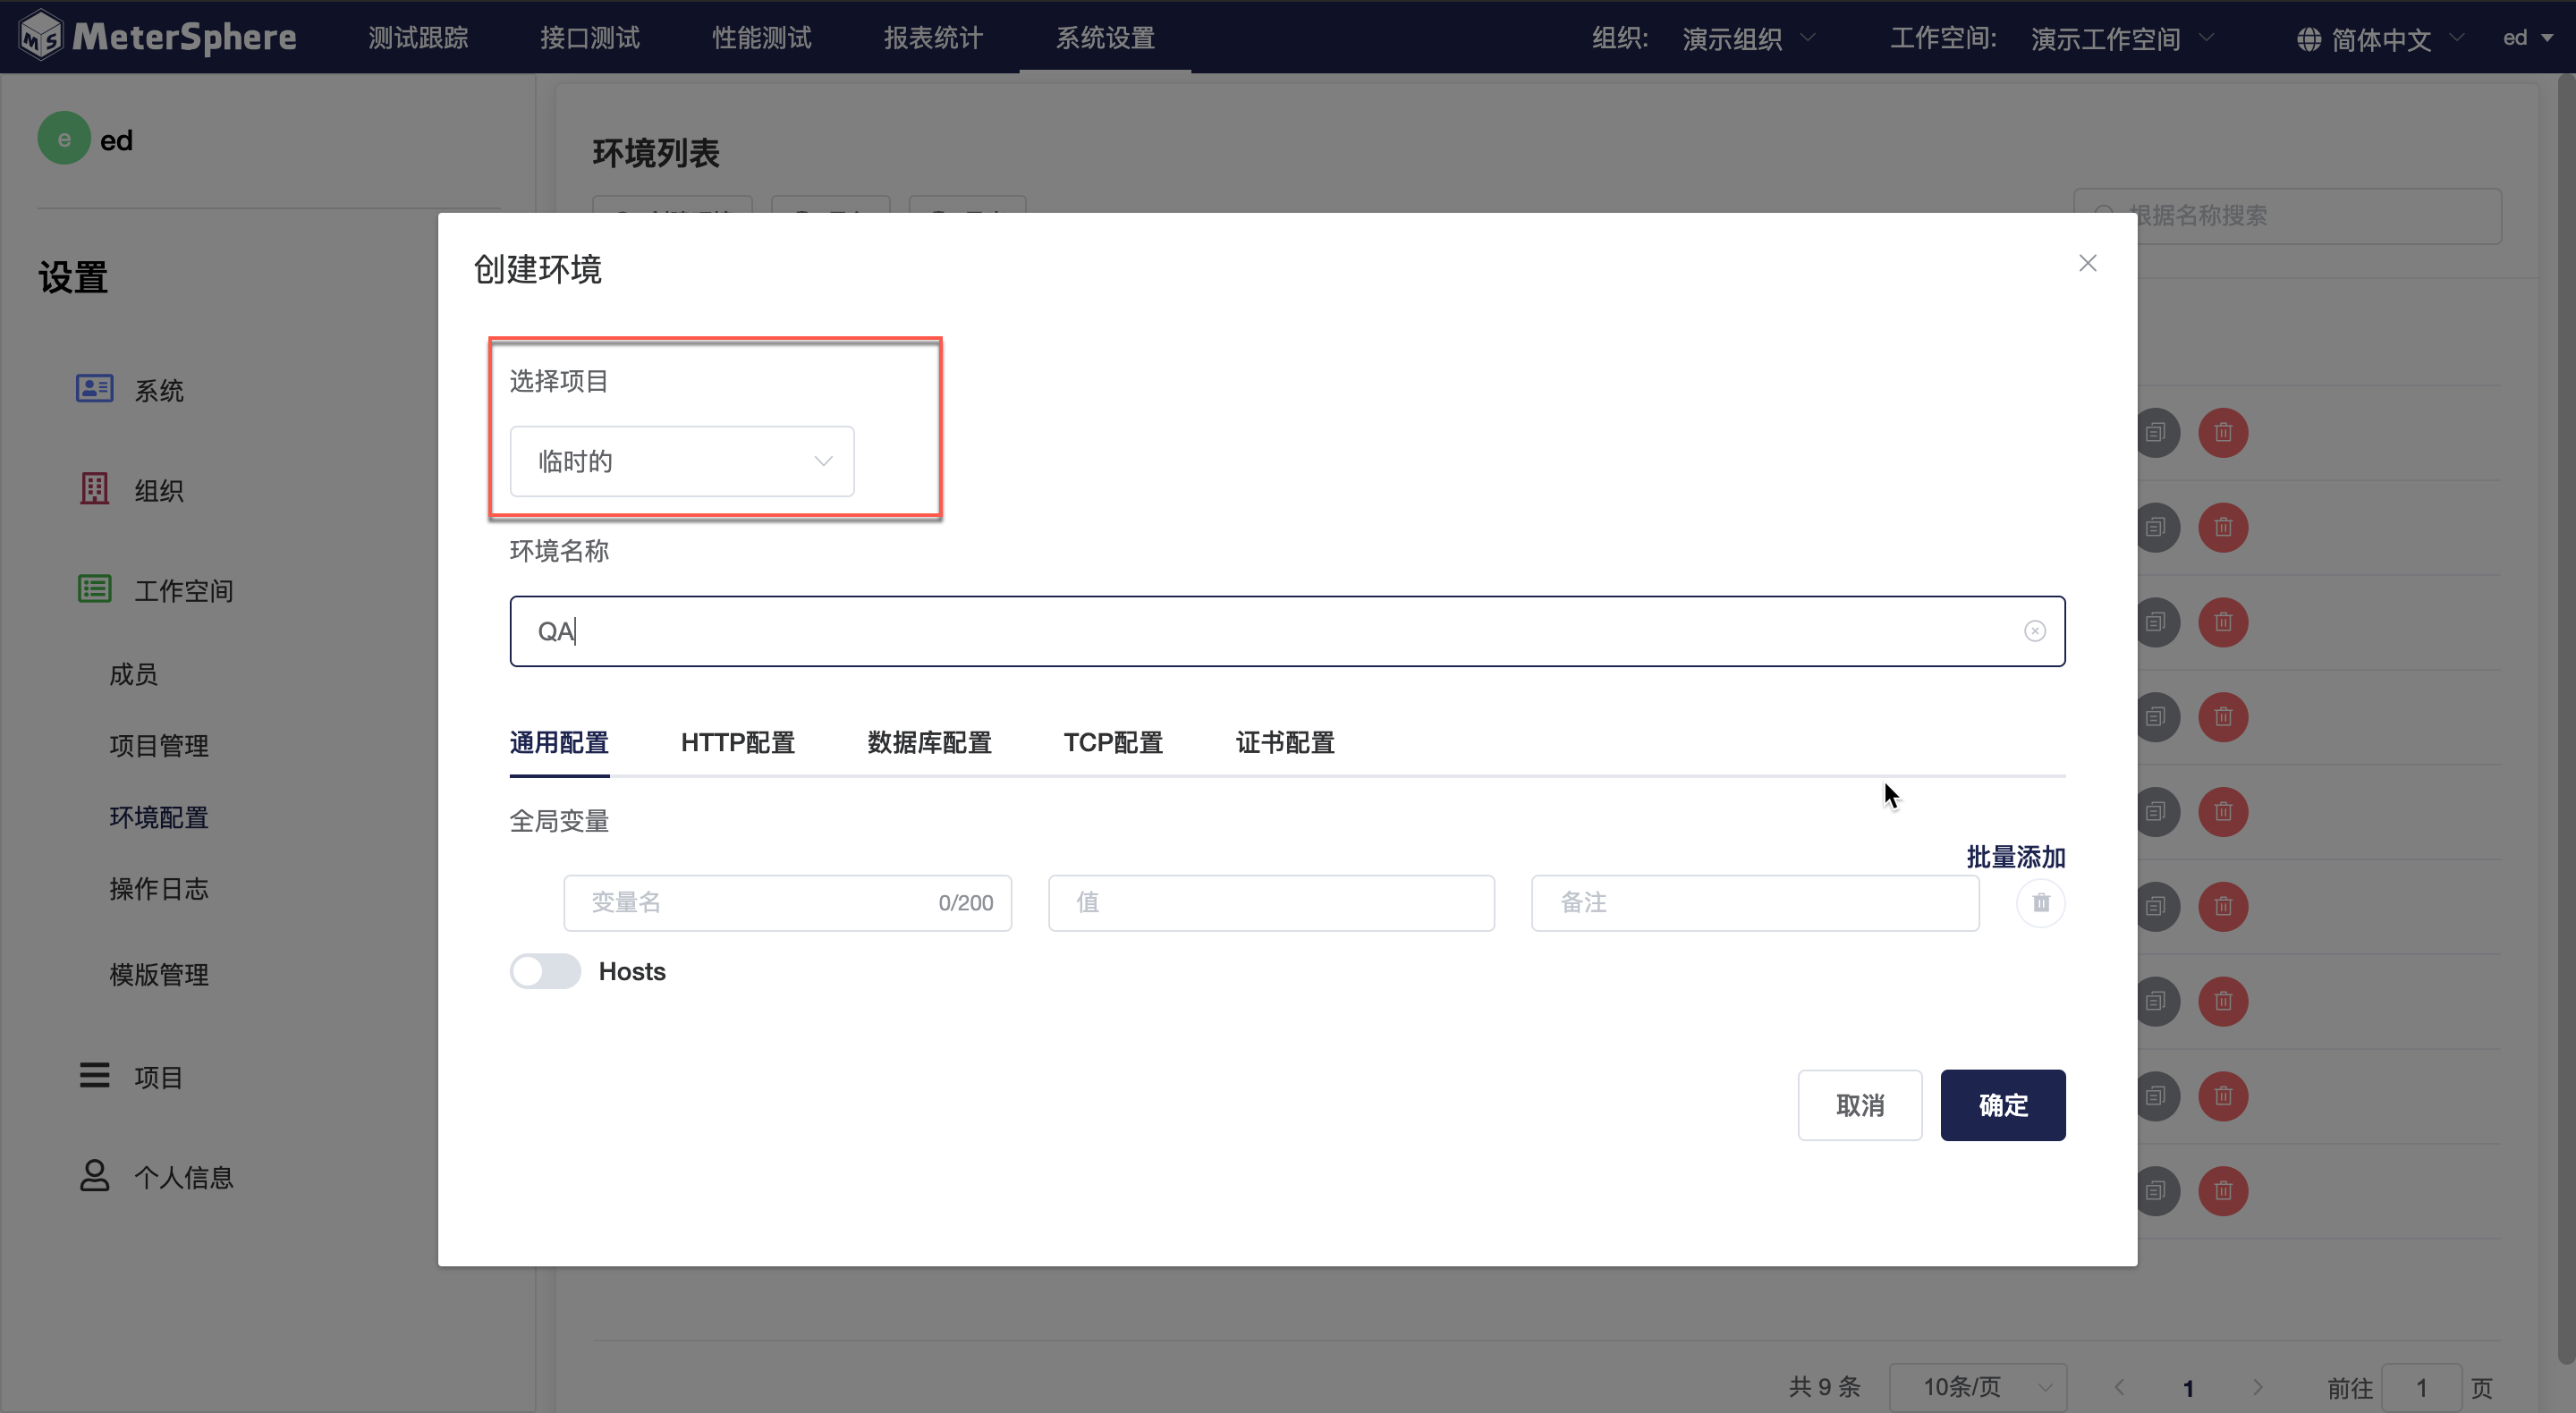 MeterSphere 测试跟踪 接口测试 性能测试 报表统计 系统设置 组织: 演示组织 工作空间: 演示工作空间 简体中文 ed
e ed
设置
系统
组织
工作空间
成员
项目管理
环境配置
操作日志
模版管理
项目
个人信息
环境列表
根据名称搜索
创建环境
选择项目
临时的
环境名称
QA
通用配置 HTTP配置 数据库配置 TCP配置 证书配置
全局变量
批量添加
变量名 0/200 值 备注
Hosts
取消 确定
共 9 条 10条/页 1 前往 1 页